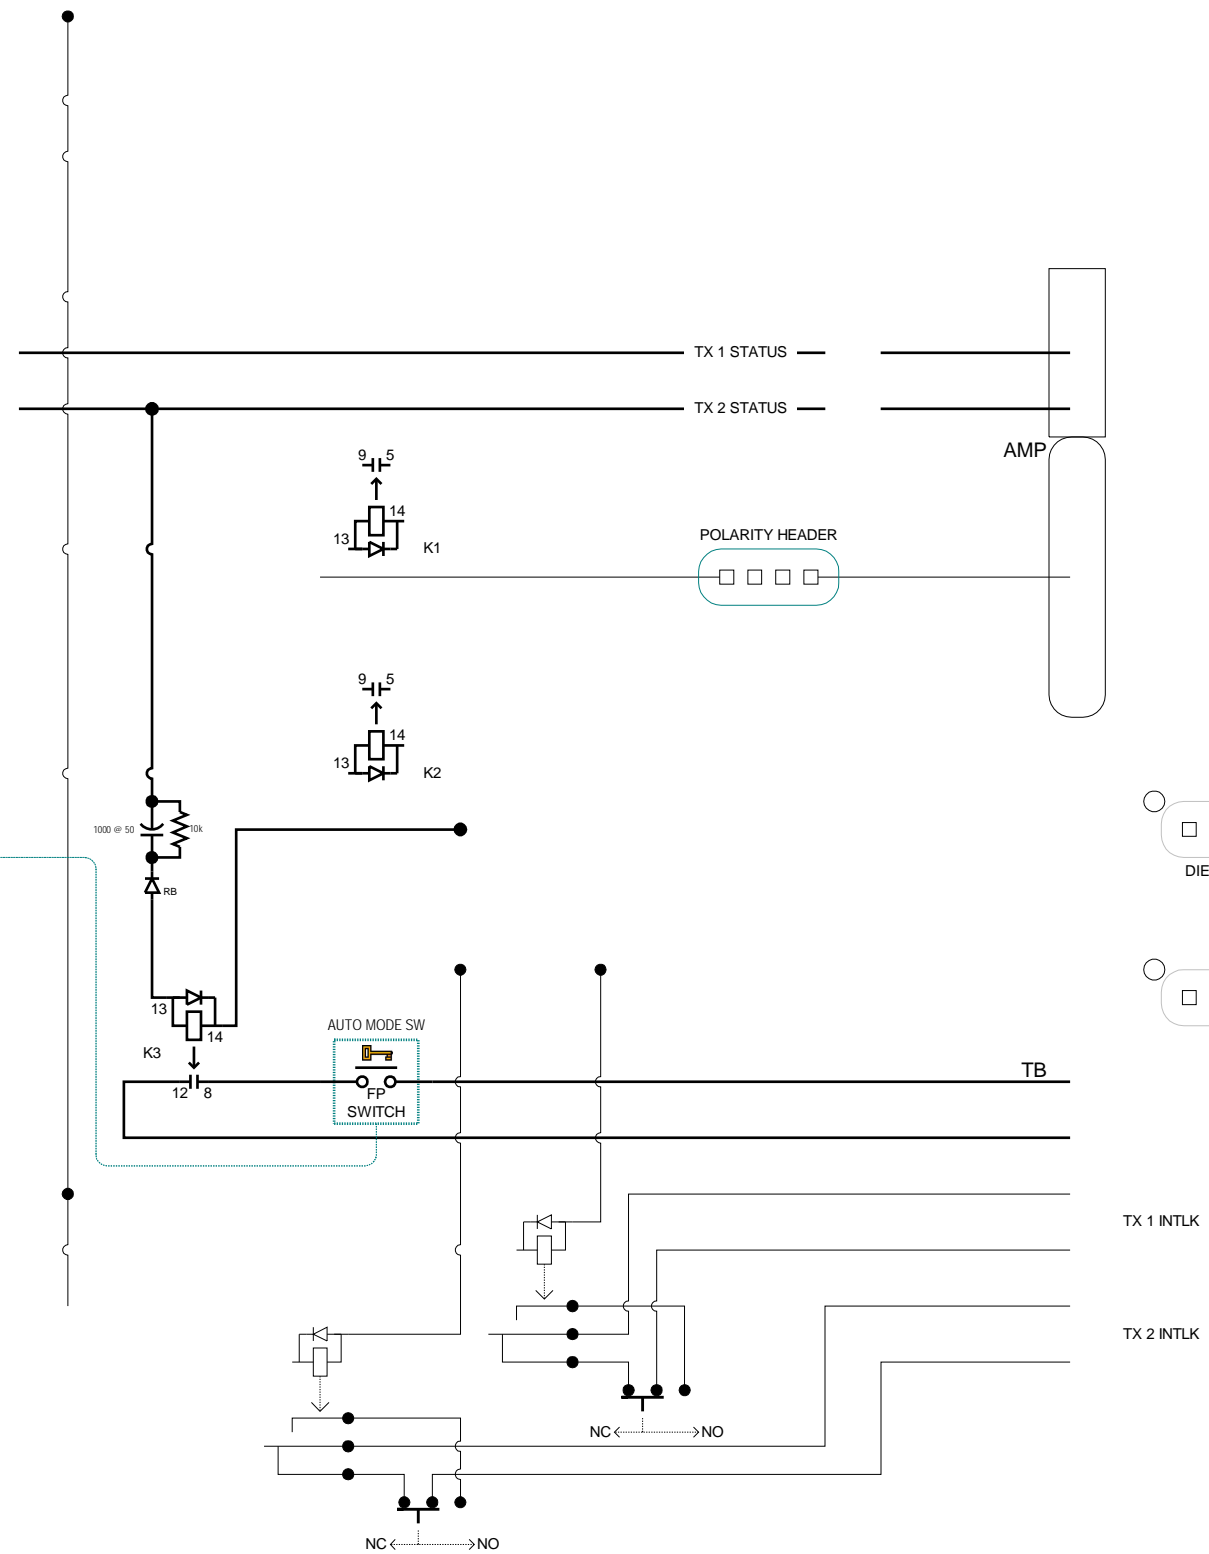 TX 1 STATUS
TX 2 STATUS
AMP
9 5
14
13
K1
POLARITY HEADER
9 5
14
13
K2
1000 @ 50
10k
DIE
RB
13
14
K3
AUTO MODE SW
12 8
FP
SWITCH
TB
TX 1 INTLK
TX 2 INTLK
NC
NO
NC
NO